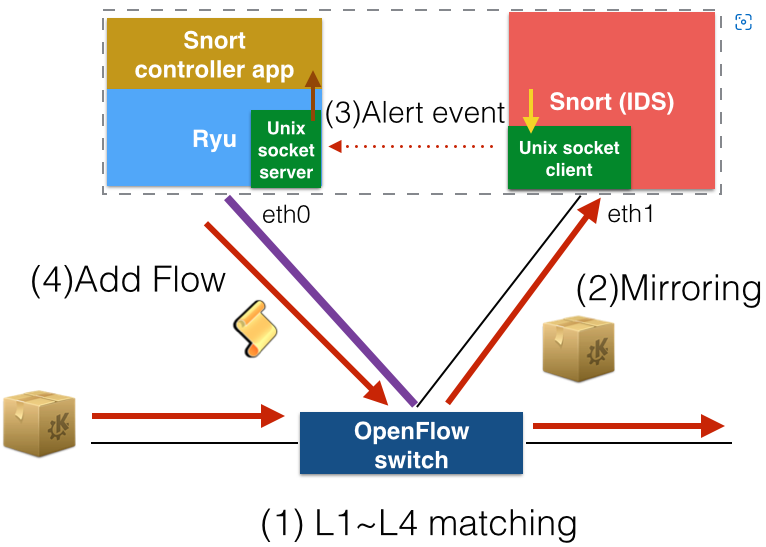 Snort
controller app
Ryu
Unix
socket
server
(3)Alert event
Snort (IDS)
Unix socket
client
eth0
eth1
(4)Add Flow
(2)Mirroring
OpenFlow
switch
(1) L1~L4 matching